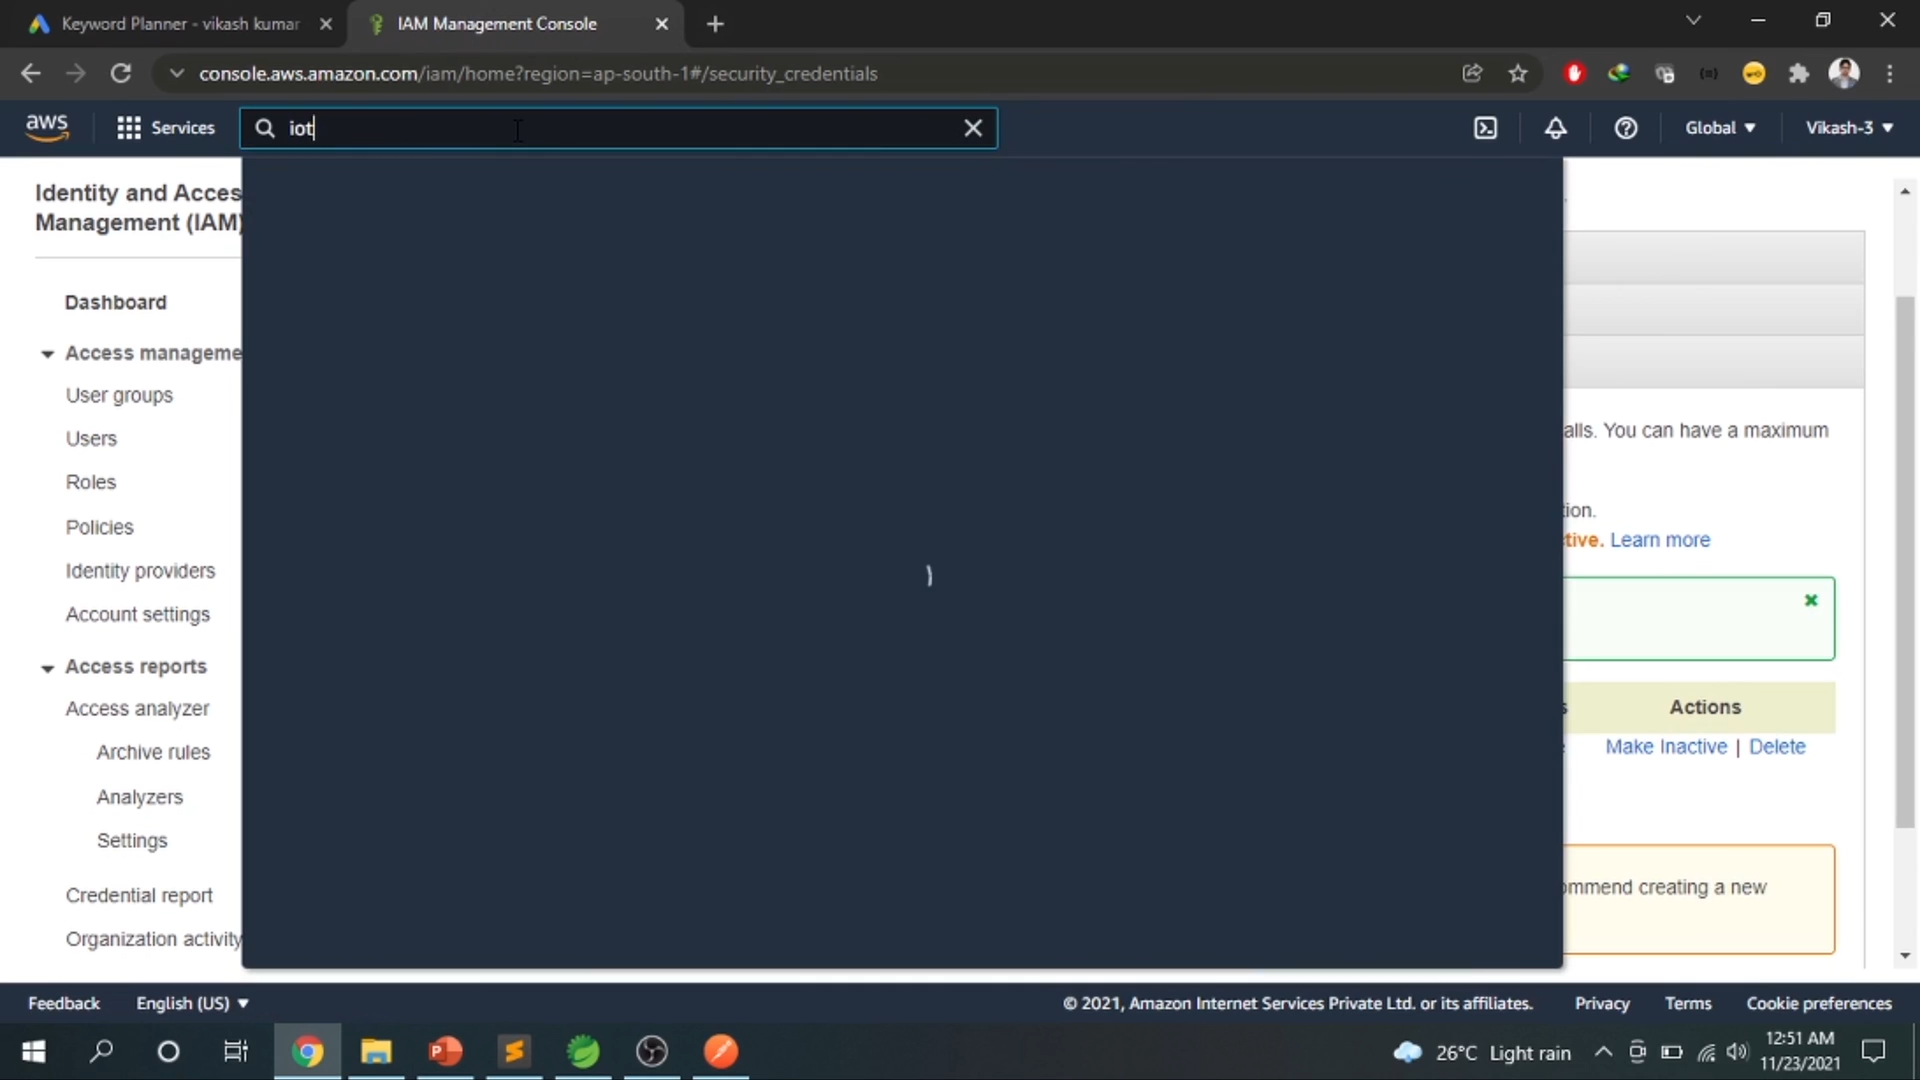 Keyword Planner - vikash kumar
IAM Management Console
console.aws.amazon.com/iam/home?region=ap-south-1#/security_credentials
aws
Services
iot
Global
Vikash-3
Identity and Acces
Management (IAM)
Dashboard
Access manageme
User groups
Users
Roles
Policies
Identity providers
Account settings
Access reports
Access analyzer
Archive rules
Analyzers
Settings
Credential report
Organization activity
alls. You can have a maximum
tion.
tive. Learn more
Actions
Make Inactive | Delete
ommend creating a new
Feedback
English (US)
© 2021, Amazon Internet Services Private Ltd. or its affiliates.
Privacy
Terms
Cookie preferences
26°C Light rain
12:51 AM
11/23/2021